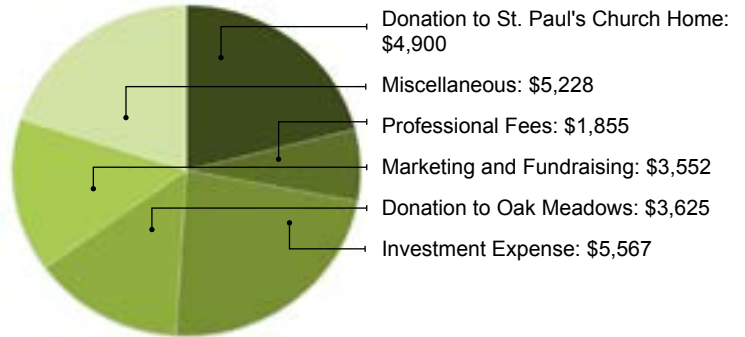 Donation to St. Paul's Church Home:
$4,900
Miscellaneous: $5,228
Professional Fees: $1,855
Marketing and Fundraising: $3,552
Donation to Oak Meadows: $3,625
Investment Expense: $5,567